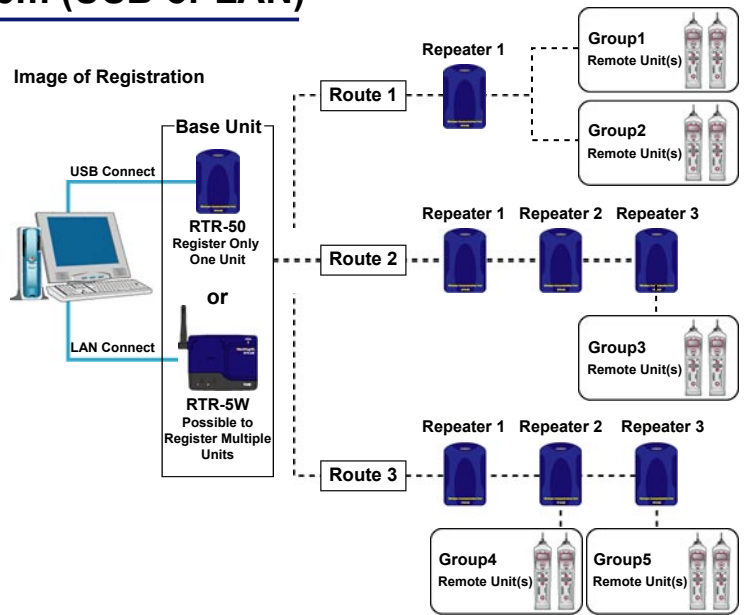 (USB or LAN)
Image of Registration
Base Unit
USB Connect
RTR-50
Register Only
One Unit
or
LAN Connect
RTR-5W
Possible to
Register Multiple
Units
Route 1
Repeater 1
Group1
Remote Unit(s)
Group2
Remote Unit(s)
Route 2
Repeater 1 Repeater 2 Repeater 3
Group3
Remote Unit(s)
Route 3
Repeater 1 Repeater 2 Repeater 3
Group4
Remote Unit(s)
Group5
Remote Unit(s)